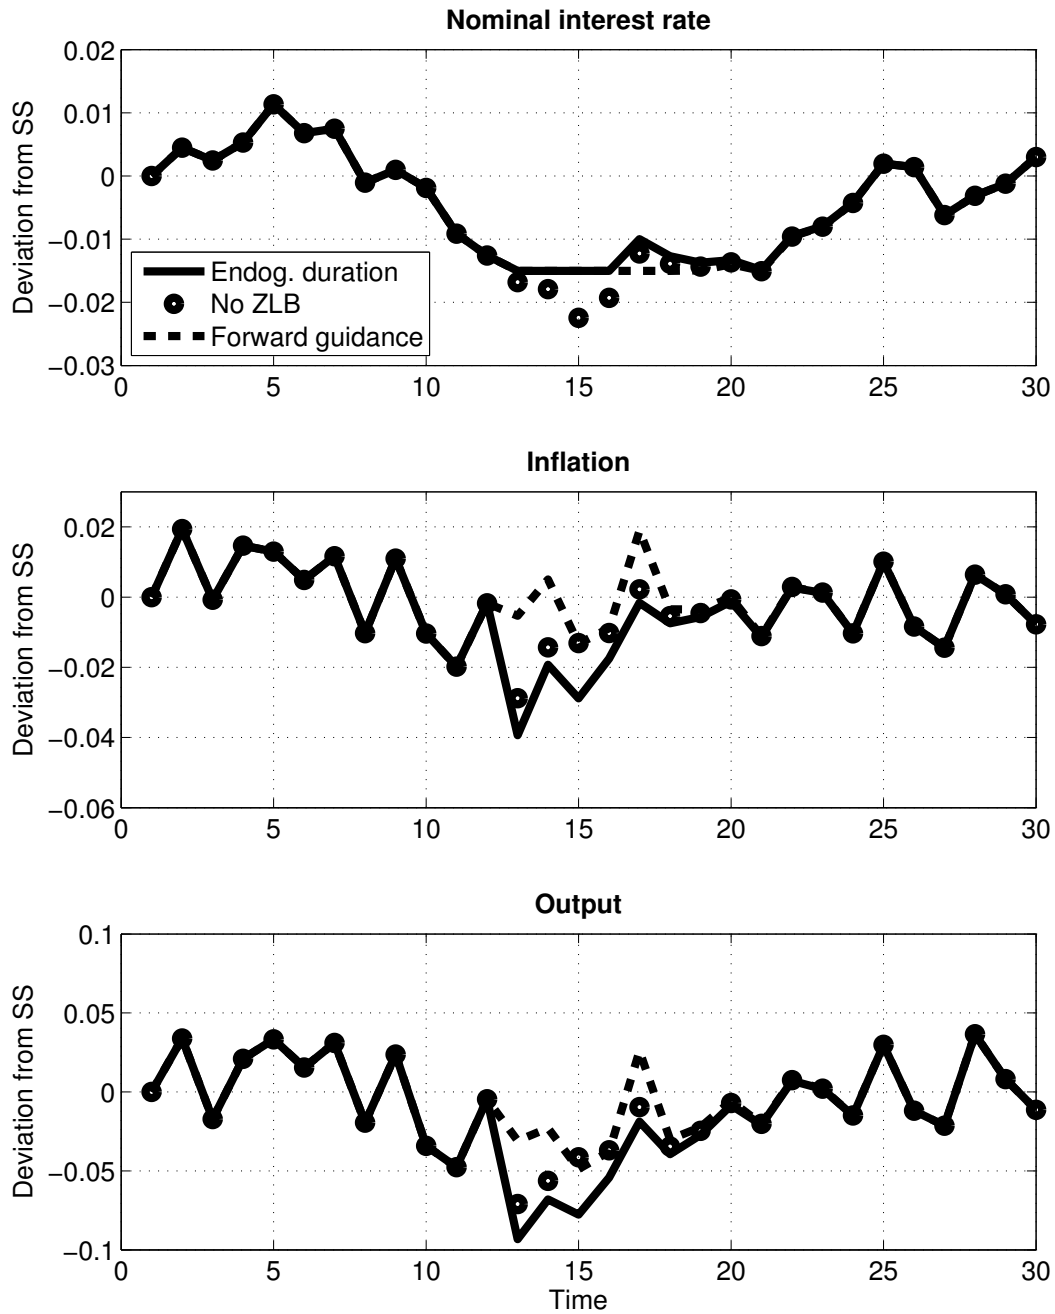 Nominal interest rate
Deviation from SS
0.02
0.01
0
−0.01
−0.02
−0.03
Endog. duration
No ZLB
Forward guidance
0 5 10 15 20 25 30
Inflation
Deviation from SS
0.02
0
−0.02
−0.04
−0.06
0 5 10 15 20 25 30
Output
Deviation from SS
0.1
0.05
0
−0.05
−0.1
0 5 10 15 20 25 30
Time